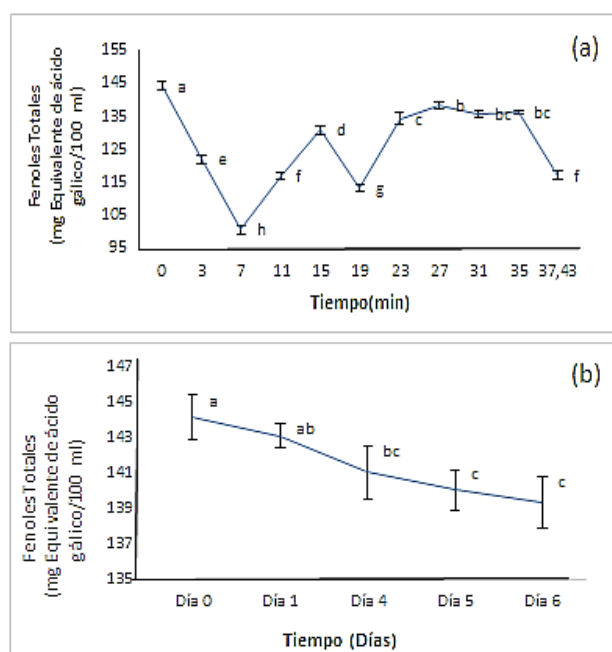 (a)
Fenoles Totales
(mg Equivalente de ácido
gálico/100 ml)
155
145
135
125
115
105
95
a
e
h
f
d
g
c
b
bc
bc
f
0 3 7 11 15 19 23 27 31 35 37,43
Tiempo(min)
(b)
Fenoles Totales
(mg Equivalente de ácido
gálico/100 ml)
147
145
143
141
139
137
135
a
ab
bc
c
c
Día 0 Día 1 Día 4 Día 5 Día 6
Tiempo (Días)